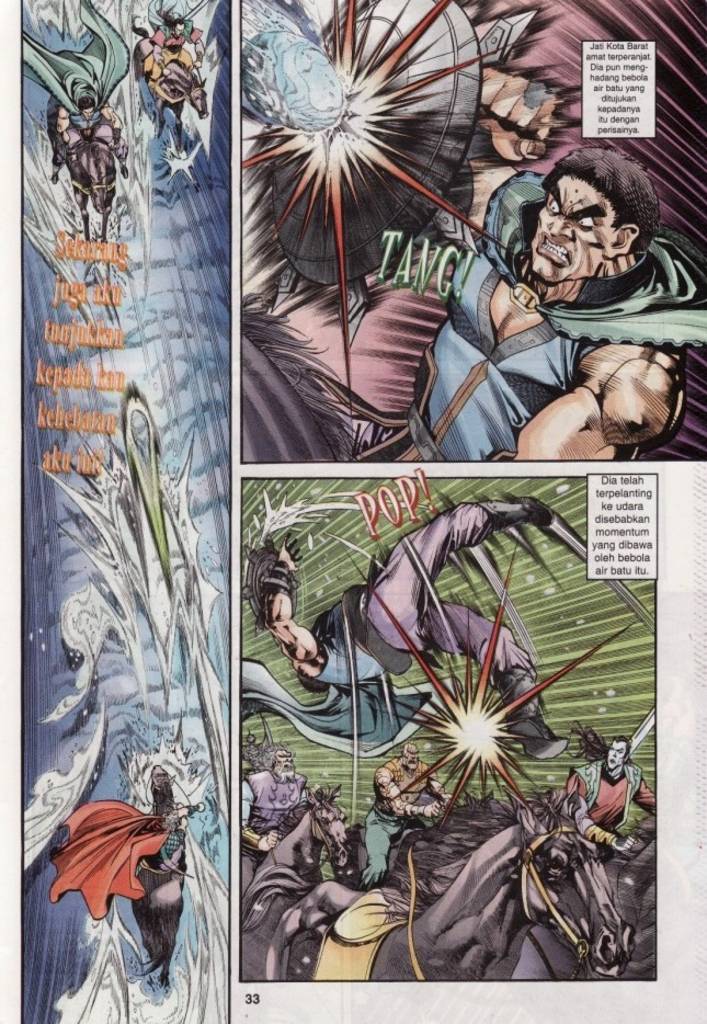 Sekarang
juga aku
tunjukkan
kepada kau
kehebatan
aku ini!
Jati Kota Barat
amat terperanjat.
Dia pun meng-
hadang bebola
air batu yang
ditujukan
kepadanya
itu dengan
perisainya.
TANG!
POP!
Dia telah
terpelanting
ke udara
disebabkan
momentum
yang dibawa
oleh bebola
air batu itu.
33